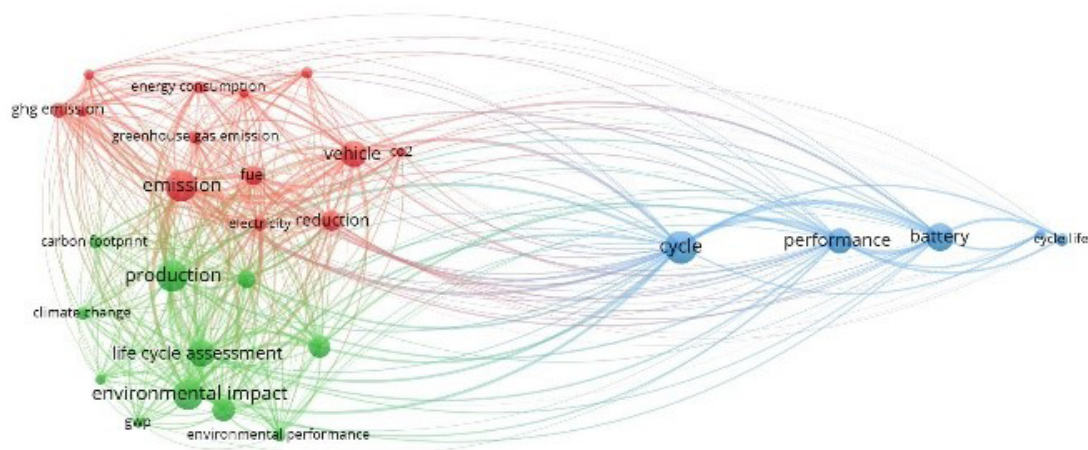 energy consumption
ghg emission
greenhouse gas emission
vehicle
co2
fuel
emission
electricity
reduction
carbon footprint
production
climate change
life cycle assessment
environmental impact
gwp
environmental performance
cycle
performance
battery
cycle life